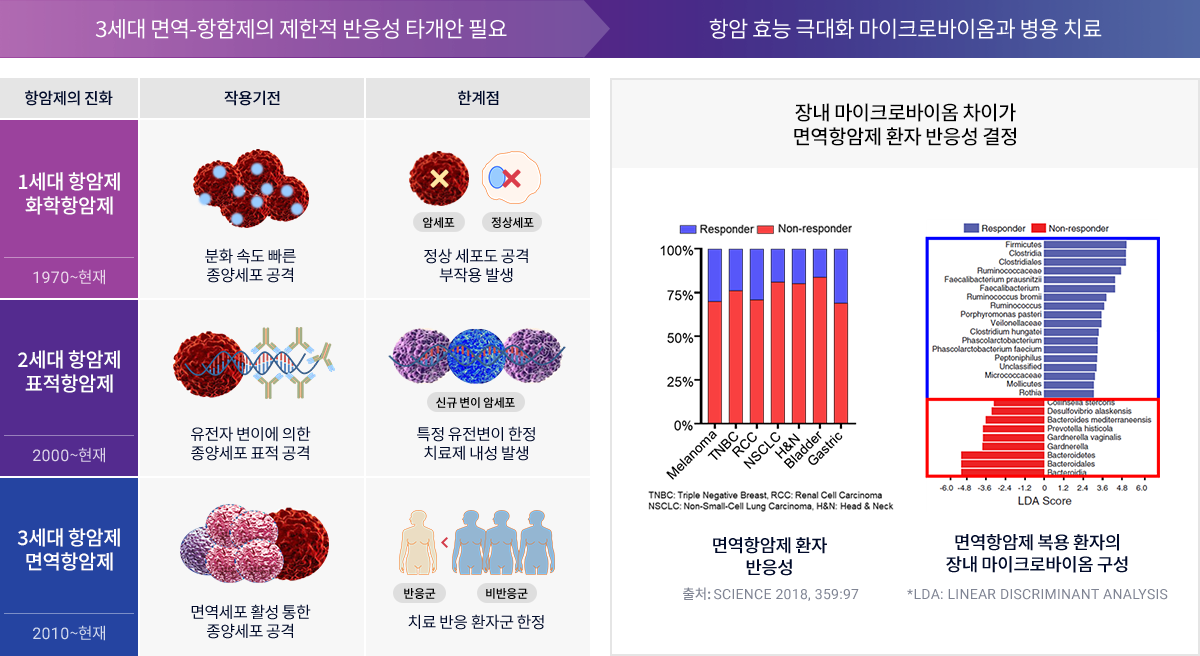 3세대 면역-항암제의 제한적 반응성 타개안 필요
항암 효능 극대화 마이크로바이옴과 병용 치료
항암제의 진화
작용기전
한계점
1세대 항암제
화학항암제
1970~현재
분화 속도 빠른
종양세포 공격
암세포
정상세포
정상 세포도 공격
부작용 발생
2세대 항암제
표적항암제
2000~현재
유전자 변이에 의한
종양세포 표적 공격
신규 변이 암세포
특정 유전변이 한정
치료제 내성 발생
3세대 항암제
면역항암제
2010~현재
면역세포 활성 통한
종양세포 공격
<
반응군
비반응군
치료 반응 환자군 한정
장내 마이크로바이옴 차이가
면역항암제 환자 반응성 결정
Responder Non-responder
100%
75%
50%
25%
0%
Melanoma
TNBC
RCC
NSCLC
H&N
Bladder
Gastric
TNBC: Triple Negative Breast, RCC: Renal Cell Carcinoma
NSCLC: Non-Small-Cell Lung Carcinoma, H&N: Head & Neck
면역항암제 환자
반응성
출처: SCIENCE 2018, 359:97
Responder Non-responder
Firmicutes
Clostridia
Clostridiales
Ruminococcaceae
Faecalibacterium prausnitzii
Faecalibacterium
Ruminococcus bromii
Ruminococcus
Porphyromonas pasteri
Veilonellaceae
Clostridium hungatei
Phascolarctobacterium
Phascolarctobacterium faecium
Peptoniphilus
Unclassified
Micrococcaceae
Mollicutes
Rothia
Collinsella stercoris
Desulfovibrio alaskensis
Bacteroides mediterraneensis
Prevotella histicola
Gardnerella vaginalis
Gardnerella
Bacteroidetes
Bacteroidales
Bacteroidia
-6.0 -4.8 -3.6 -2.4 -1.2 0 1.2 2.4 3.6 4.8 6.0
LDA Score
면역항암제 복용 환자의
장내 마이크로바이옴 구성
*LDA: LINEAR DISCRIMINANT ANALYSIS